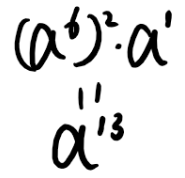 (a⁶)²·a¹
=
a¹³